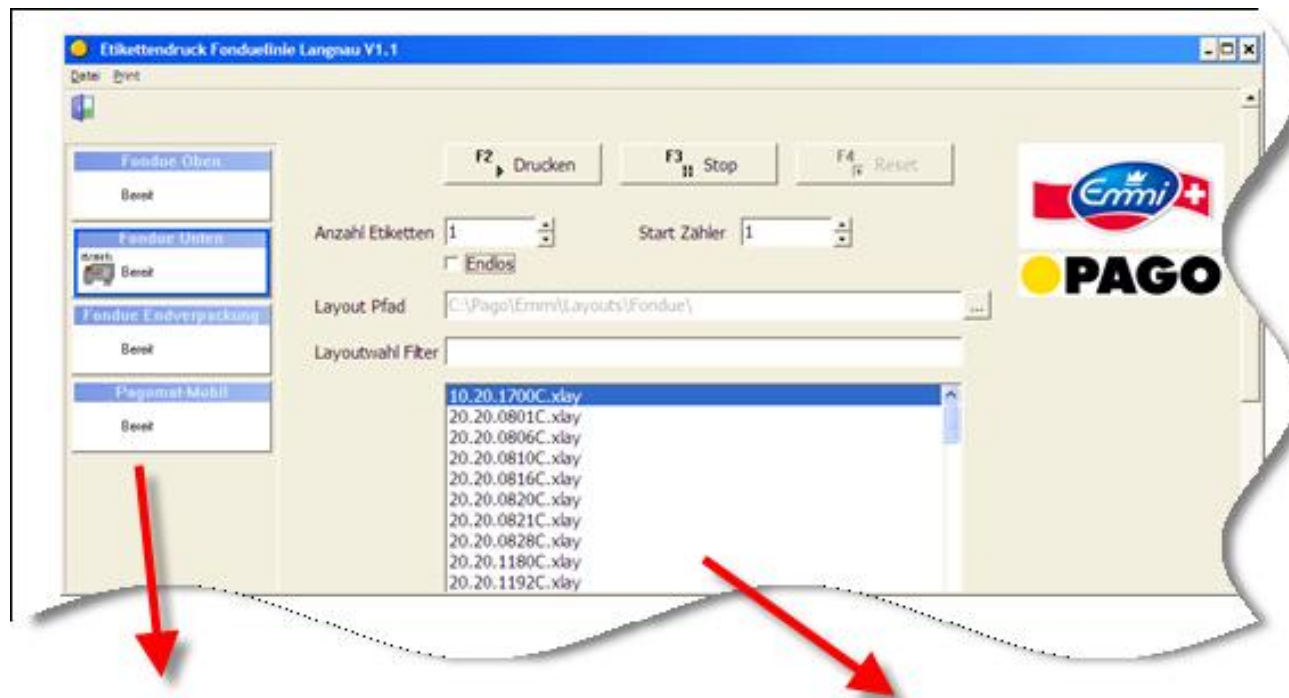 Etikettendruck Fonduelinie Langnau V1.1
Datei Print
Fondue Oben
Bereit
Fondue Unten
Bereit
Fondue Endverpackung
Bereit
Pagomat Mobil
Bereit
F2 Drucken
F3 Stop
F4 Reset
Anzahl Etiketten 1
Start Zähler 1
Endlos
Layout Pfad C:\Pago\Emmi\Layouts\Fondue\ ...
Layoutwahl Filter
10.20.1700C.xlay
20.20.0801C.xlay
20.20.0806C.xlay
20.20.0810C.xlay
20.20.0816C.xlay
20.20.0820C.xlay
20.20.0821C.xlay
20.20.0828C.xlay
20.20.1180C.xlay
20.20.1192C.xlay
Emmi
PAGO